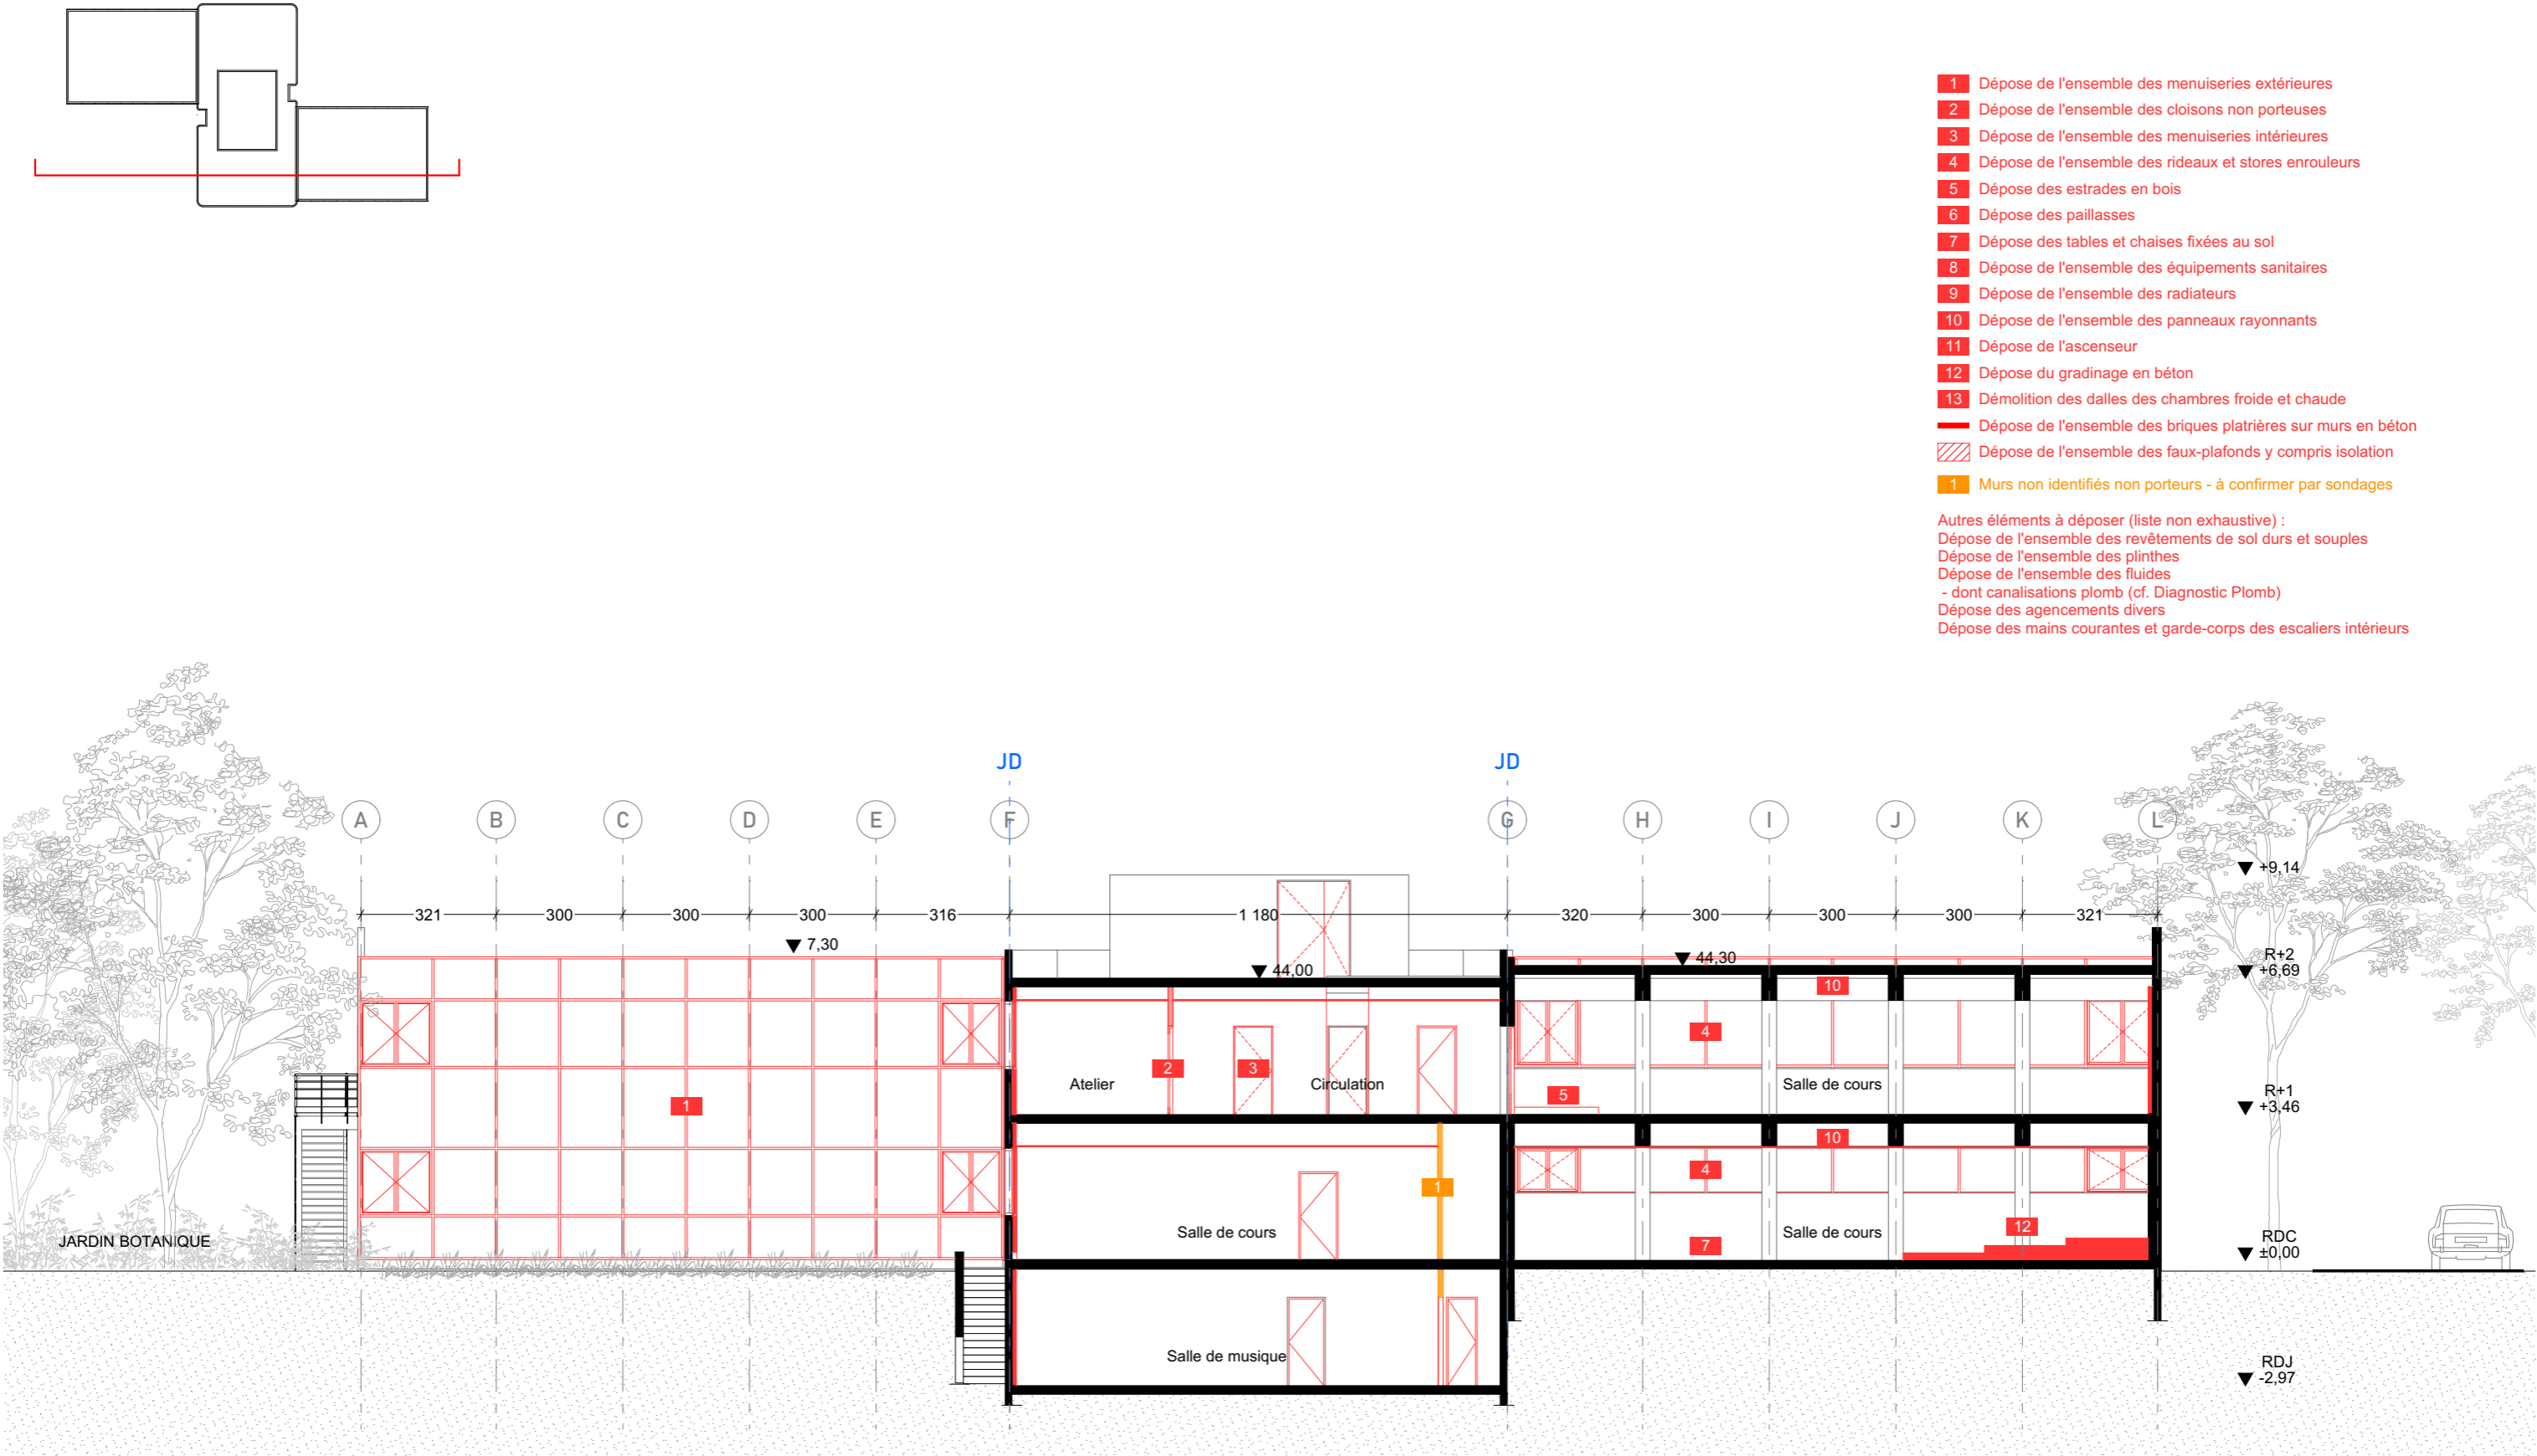 1 Dépose de l'ensemble des menuiseries extérieures
2 Dépose de l'ensemble des cloisons non porteuses
3 Dépose de l'ensemble des menuiseries intérieures
4 Dépose de l'ensemble des rideaux et stores enrouleurs
5 Dépose des estrades en bois
6 Dépose des paillasses
7 Dépose des tables et chaises fixées au sol
8 Dépose de l'ensemble des équipements sanitaires
9 Dépose de l'ensemble des radiateurs
10 Dépose de l'ensemble des panneaux rayonnants
11 Dépose de l'ascenseur
12 Dépose du gradinage en béton
13 Démolition des dalles des chambres froide et chaude
Dépose de l'ensemble des briques platrières sur murs en béton
Dépose de l'ensemble des faux-plafonds y compris isolation
1 Murs non identifiés non porteurs - à confirmer par sondages
Autres éléments à déposer (liste non exhaustive) :
Dépose de l'ensemble des revêtements de sol durs et souples
Dépose de l'ensemble des plinthes
Dépose de l'ensemble des fluides
- dont canalisations plomb (cf. Diagnostic Plomb)
Dépose des agencements divers
Dépose des mains courantes et garde-corps des escaliers intérieurs
JD JD
A B C D E F G H I J K L
+9,14
321 300 300 300 316 1 180 320 300 300 300 321
7,30
44,00
44,30
R+2
+6,69
10
4
2 3
Atelier Circulation Salle de cours
5
1
R+1
+3,46
10
4
1
12
Salle de cours Salle de cours
7
JARDIN BOTANIQUE
RDC
±0,00
Salle de musique
RDJ
-2,97